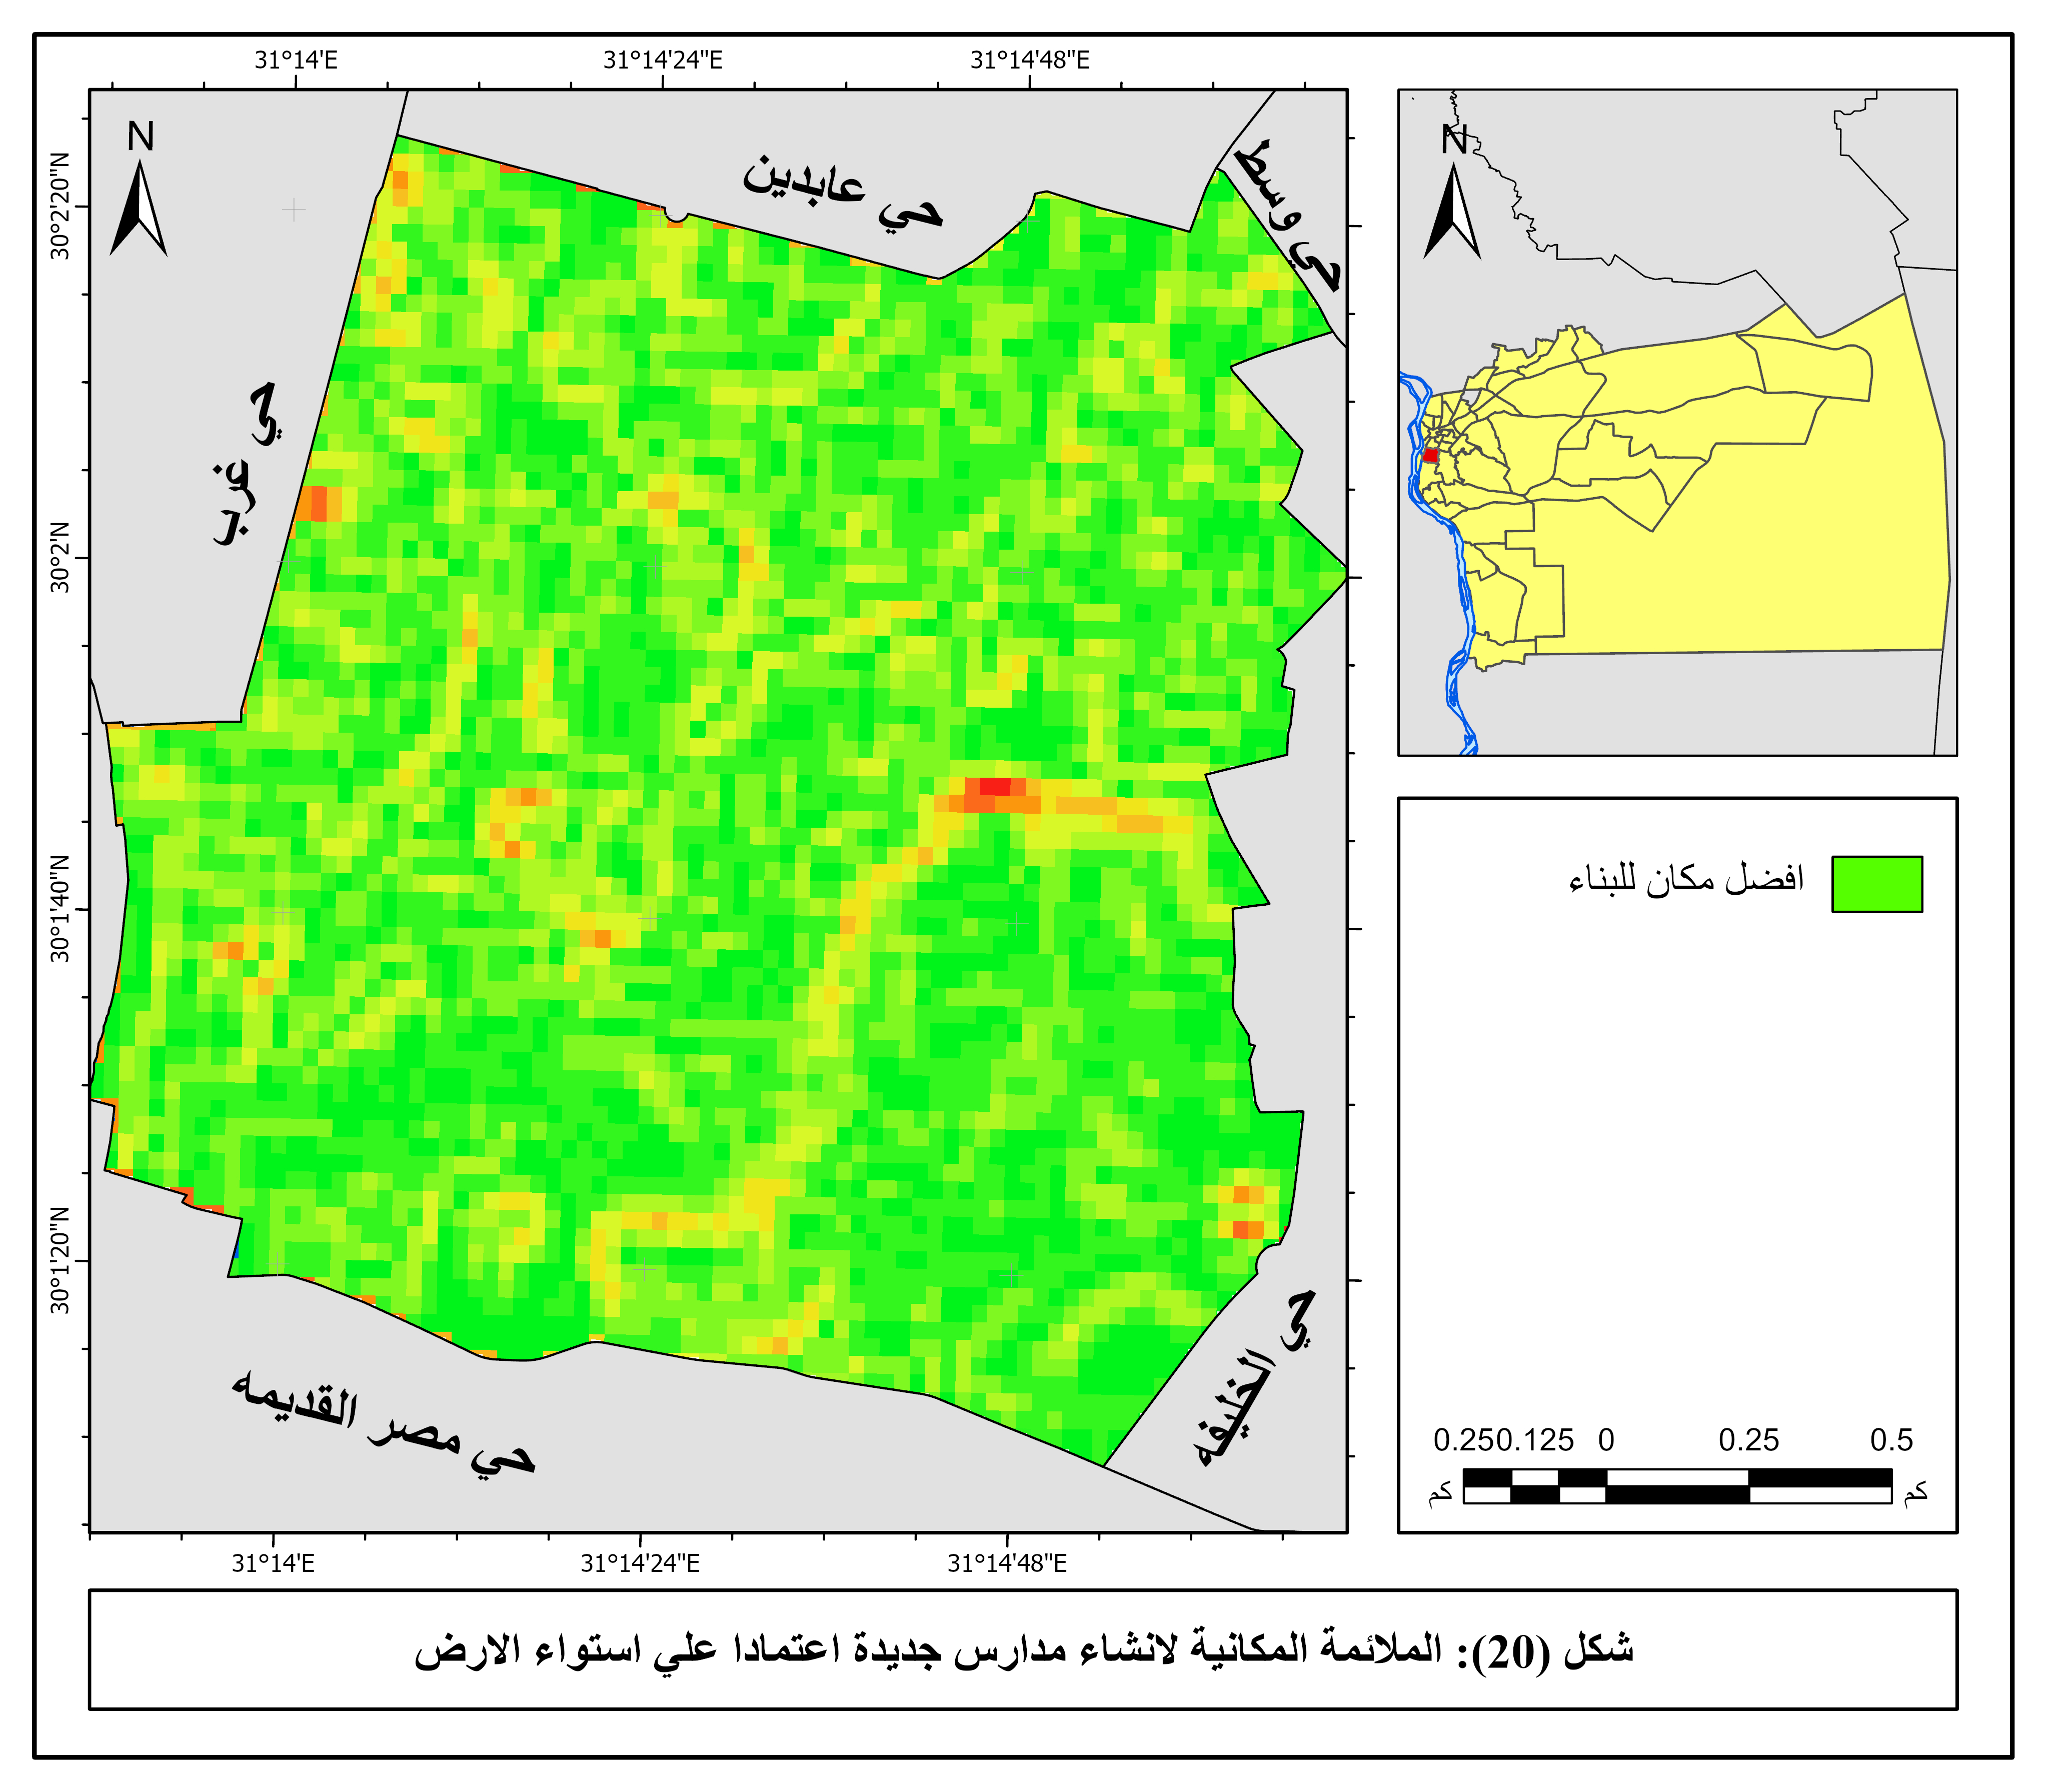 31°14'E 31°14'24"E 31°14'48"E
30°2'20"N
30°2'N
30°1'40"N
30°1'20"N
N
حي عابدين
حي وسط
حي غرب
حي مصر القديمه
حي الخليفه
31°14'E 31°14'24"E 31°14'48"E
N
افضل مكان للبناء
0.25 0.125 0 0.25 0.5
كم كم
شكل (20): الملائمة المكانية لانشاء مدارس جديدة اعتمادا علي استواء الارض